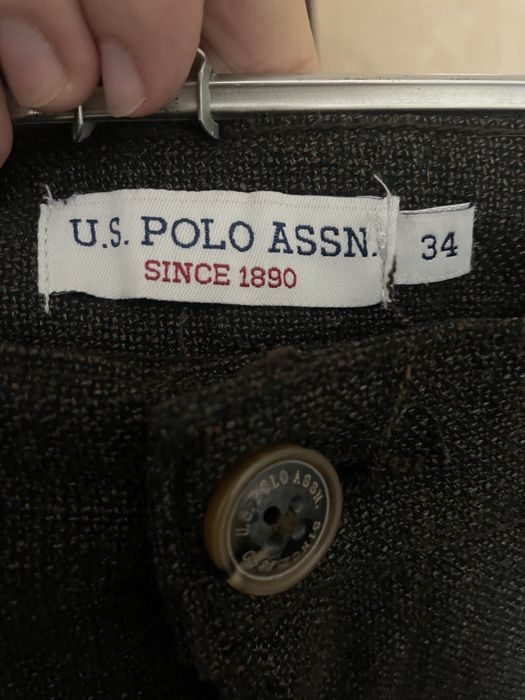 U.S. POLO ASSN.
SINCE 1890
34
U.S. POLO ASSN.